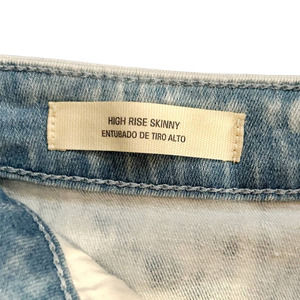 HIGH RISE SKINNY
ENTUBADO DE TIRO ALTO